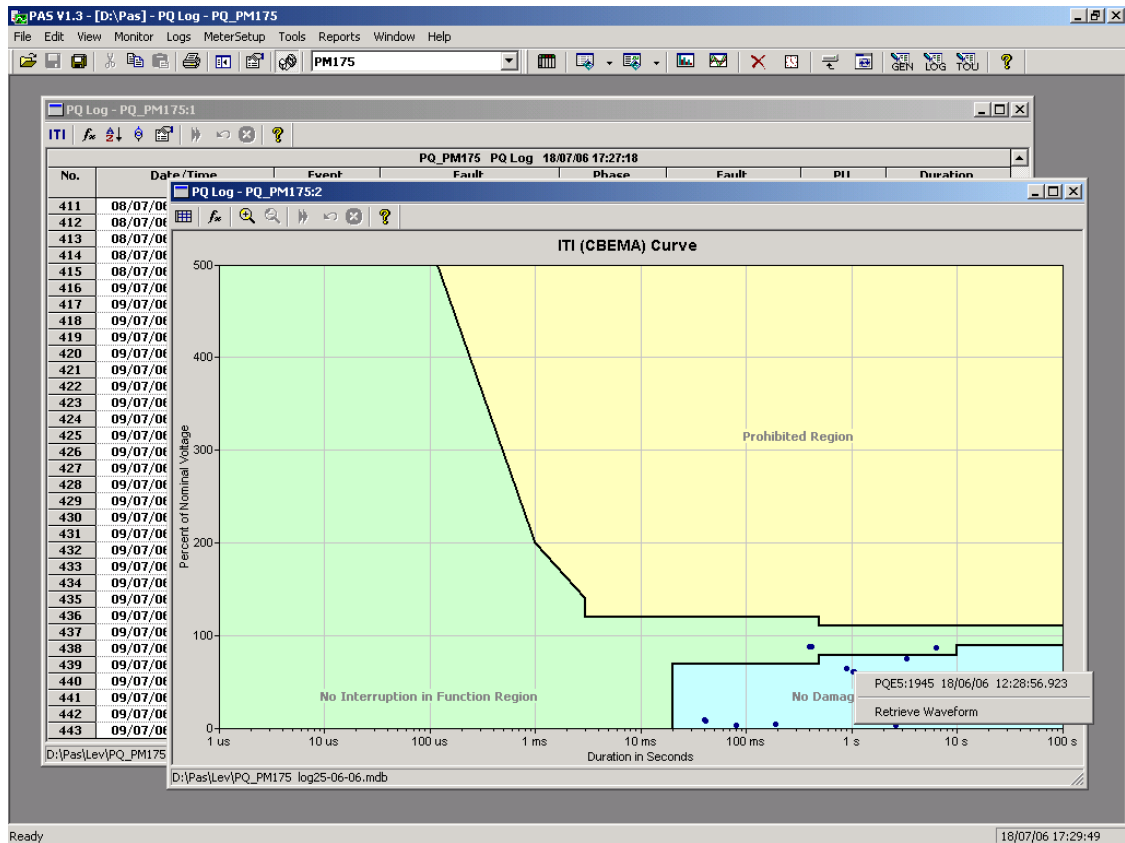 PAS V1.3 - [D:\Pas] - PQ Log - PQ_PM175
File Edit View Monitor Logs MeterSetup Tools Reports Window Help
PM175 GEN LOG TOU
PQ Log - PQ_PM175:1
ITI
PQ_PM175 PQ Log 18/07/06 17:27:18
No. Date/Time Event Fault Phase Fault PU Duration
PQ Log - PQ_PM175:2
411 08/07/06
412 08/07/06
413 08/07/06
414 08/07/06
415 08/07/06
416 09/07/06
417 09/07/06
418 09/07/06
419 09/07/06
420 09/07/06
421 09/07/06
422 09/07/06
423 09/07/06
424 09/07/06
425 09/07/06
426 09/07/06
427 09/07/06
428 09/07/06
429 09/07/06
430 09/07/06
431 09/07/06
432 09/07/06
433 09/07/06
434 09/07/06
435 09/07/06
436 09/07/06
437 09/07/06
438 09/07/06
439 09/07/06
440 09/07/06
441 09/07/06
442 09/07/06
443 09/07/06
D:\Pas\Lev\PQ_PM175
ITI (CBEMA) Curve
Percent of Nominal Voltage
500
400
300
200
100
0
Prohibited Region
No Interruption in Function Region
No Damag
PQE5:1945 18/06/06 12:28:56.923
Retrieve Waveform
1 us 10 us 100 us 1 ms 10 ms 100 ms 1 s 10 s 100 s
Duration in Seconds
D:\Pas\Lev\PQ_PM175 log25-06-06.mdb
Ready
18/07/06 17:29:49